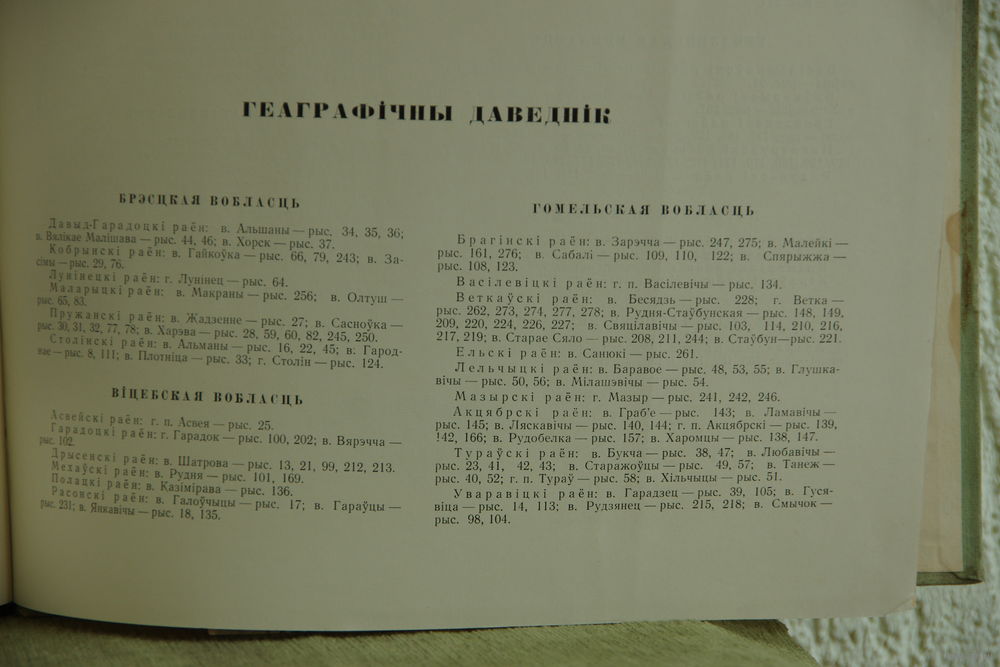 ГЕАГРАФІЧНЫ ДАВЕДНІК
БРЭСЦКАЯ ВОБЛАСЦЬ
Давыд-Гарадоцкі раён: в. Альшаны — рыс. 34, 35, 36;
в. Вялікае Малішава — рыс. 44, 46; в. Хорск — рыс. 37.
Кобрынскі раён: в. Гайкоўка — рыс. 66, 79, 243; в. За-
сімы — рыс. 29, 76.
Лунінецкі раён: г. Лунінец — рыс. 64.
Маларыцкі раён: в. Макраны — рыс. 256; в. Олтуш —
рыс. 65, 83.
Пружанскі раён: в. Жадзенне — рыс. 27; в. Сасноўка —
рыс. 30, 31, 32, 77, 78; в. Харэва — рыс. 28, 59, 60, 82, 245, 250.
Столінскі раён: в. Альманы — рыс. 16, 22, 45; в. Гарод-
нае — рыс. 8, 111; в. Плотніца — рыс. 33; г. Столін — рыс. 124.
ВІЦЕБСКАЯ ВОБЛАСЦЬ
Асвейскі раён: г. п. Асвея — рыс. 25.
Гарадоцкі раён: г. Гарадок — рыс. 100, 202; в. Вярэчча —
рыс. 102.
Дрысенскі раён: в. Шатрова — рыс. 13, 21, 99, 212, 213.
Мехаўскі раён: в. Рудня — рыс. 101, 169.
Полацкі раён: в. Казімірава — рыс. 136.
Расонскі раён: в. Галоўчыцы — рыс. 17; в. Гараўцы —
рыс. 231; в. Янкавічы — рыс. 18, 135.
ГОМЕЛЬСКАЯ ВОБЛАСЦЬ
Брагінскі раён: в. Зарэчча — рыс. 247, 275; в. Малейкі —
рыс. 161, 276; в. Сабалі — рыс. 109, 110, 122; в. Спярыжжа —
рыс. 108, 123.
Васілевіцкі раён: г. п. Васілевічы — рыс. 134.
Веткаўскі раён: в. Бесядзь — рыс. 228; г. Ветка —
рыс. 262, 273, 274, 277, 278; в. Рудня-Стаўбунская — рыс. 148, 149,
209, 220, 224, 226, 227; в. Свяцілавічы — рыс. 103, 114, 210, 216,
217, 219; в. Старае Сяло — рыс. 208, 211, 244; в. Стаўбун—рыс. 221.
Ельскі раён: в. Санюкі — рыс. 261.
Лельчыцкі раён: в. Баравое — рыс. 48, 53, 55; в. Глушка-
вічы — рыс. 50, 56; в. Мілашэвічы — рыс. 54.
Мазырскі раён: г. Мазыр — рыс. 241, 242, 246.
Акцябрскі раён: в. Граб'е — рыс. 143; в. Ламавічы —
рыс. 145; в. Ляскавічы — рыс. 140, 144; г. п. Акцябрскі — рыс. 139,
142, 166; в. Рудобелка — рыс. 157; в. Харомцы — рыс. 138, 147.
Тураўскі раён: в. Букча — рыс. 38, 47; в. Любавічы —
рыс. 23, 41, 42, 43; в. Старажоўцы — рыс. 49, 57; в. Танеж —
рыс. 40, 52; г. п. Тураў — рыс. 58; в. Хільчыцы — рыс. 51.
Уваравіцкі раён: в. Гарадзец — рыс. 39, 105; в. Гуся-
віца — рыс. 14, 113; в. Рудзянец — рыс. 215, 218; в. Смычок —
рыс. 98, 104.